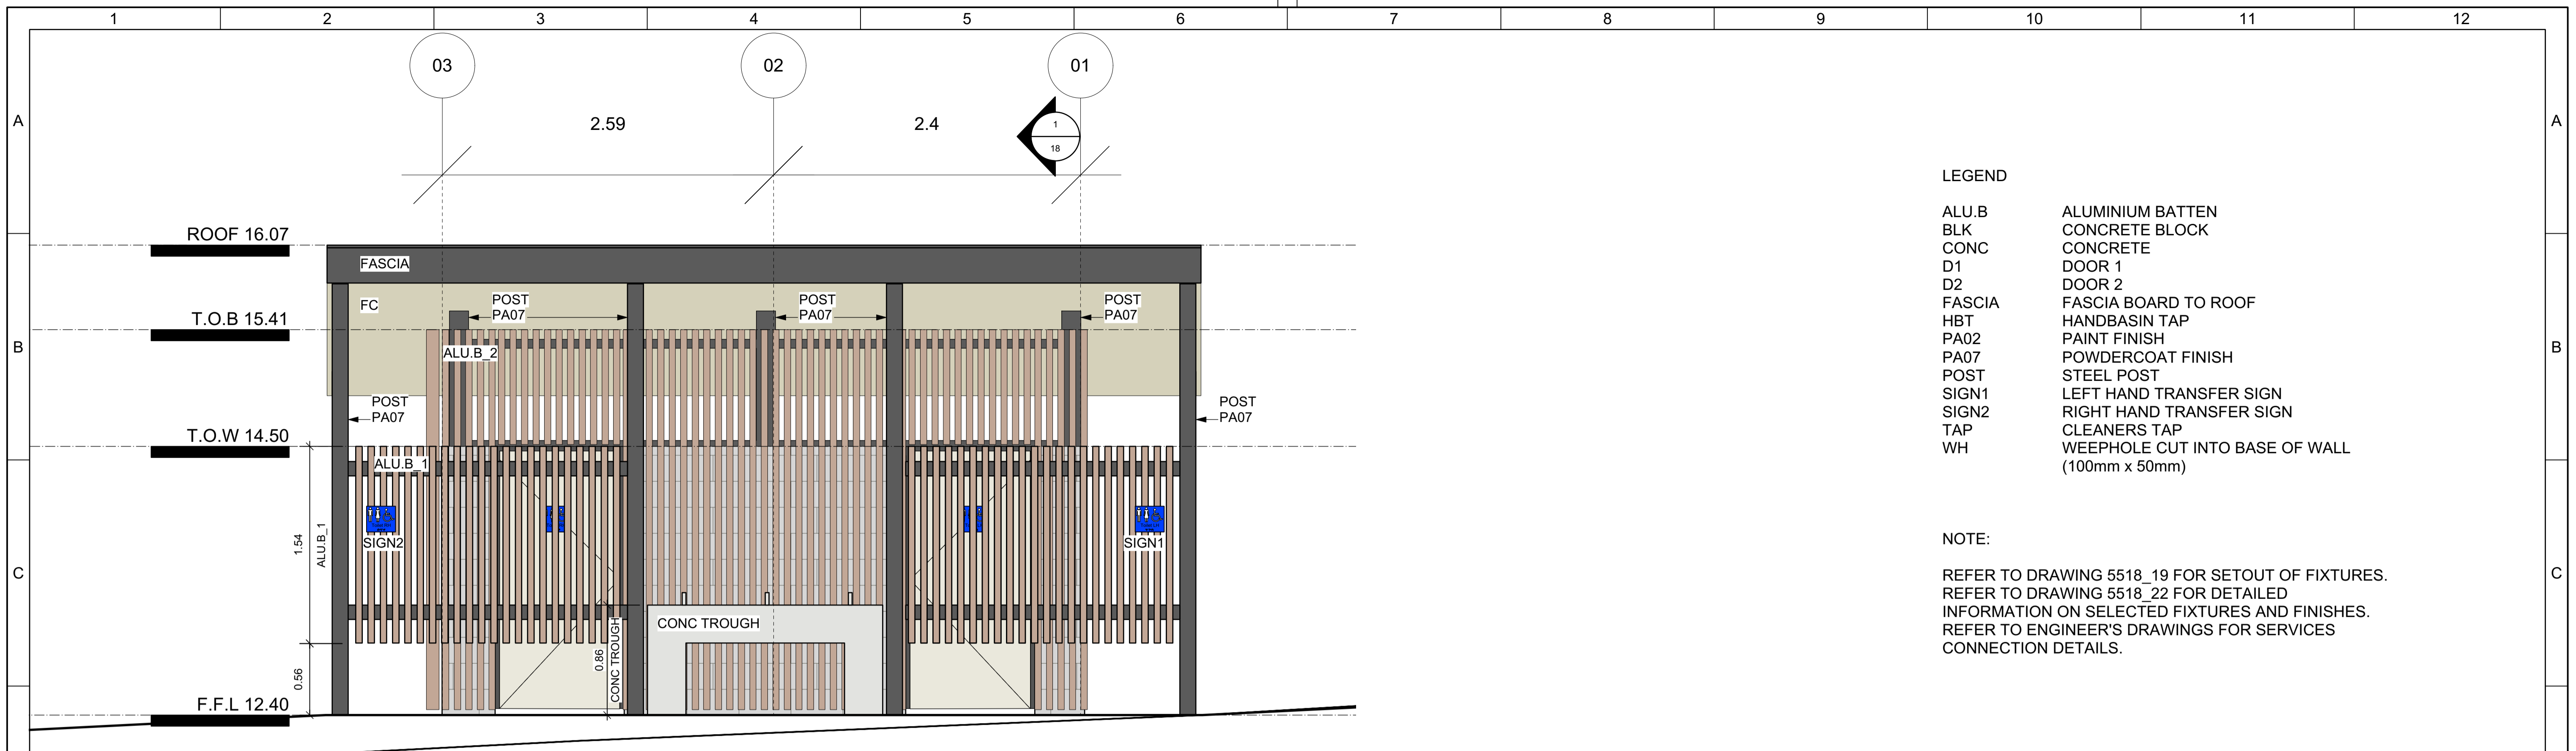 1 2 3 4 5 6 7 8 9 10 11 12
03 02 01
A A
2.59 2.4
1
18
LEGEND
ALU.B ALUMINIUM BATTEN
BLK CONCRETE BLOCK
CONC CONCRETE
D1 DOOR 1
D2 DOOR 2
FASCIA FASCIA BOARD TO ROOF
HBT HANDBASIN TAP
PA02 PAINT FINISH
PA07 POWDERCOAT FINISH
POST STEEL POST
SIGN1 LEFT HAND TRANSFER SIGN
SIGN2 RIGHT HAND TRANSFER SIGN
TAP CLEANERS TAP
WH WEEPHOLE CUT INTO BASE OF WALL
(100mm x 50mm)
NOTE:
REFER TO DRAWING 5518_19 FOR SETOUT OF FIXTURES.
REFER TO DRAWING 5518_22 FOR DETAILED
INFORMATION ON SELECTED FIXTURES AND FINISHES.
REFER TO ENGINEER'S DRAWINGS FOR SERVICES
CONNECTION DETAILS.
ROOF 16.07
FASCIA
FC
POST
PA07
POST
PA07
POST
PA07
T.O.B 15.41
B B
ALU.B_2
POST
PA07
POST
PA07
T.O.W 14.50
ALU.B_1
1.54
ALU.B_1
SIGN2
SIGN1
C C
CONC TROUGH
0.86
CONC TROUGH
0.56
F.F.L 12.40